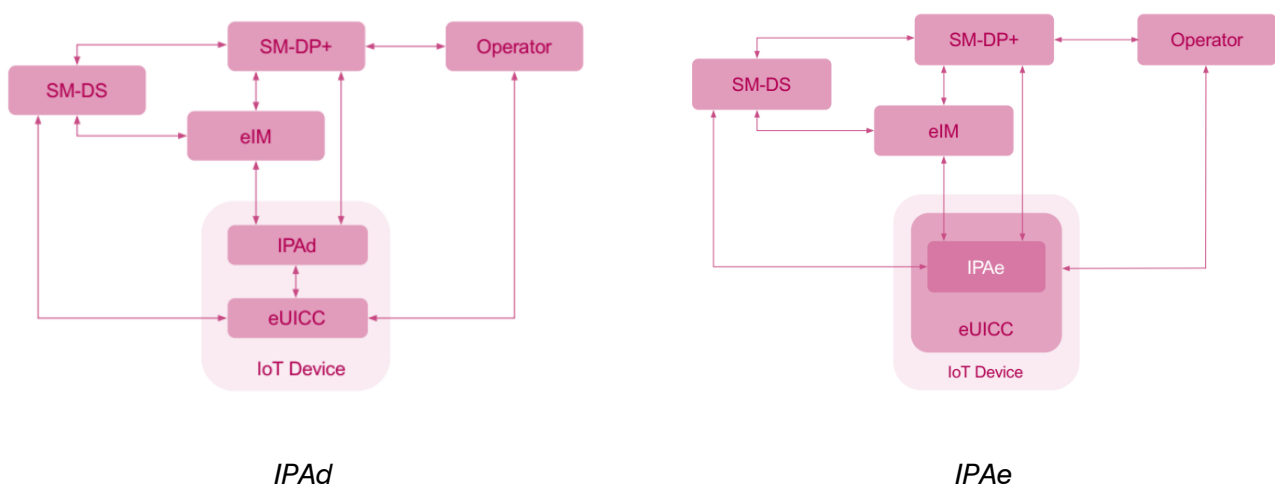 SM-DP+
Operator
SM-DS
eIM
IPAd
eUICC
IoT Device
IPAd
SM-DP+
Operator
SM-DS
eIM
IPAe
eUICC
IoT Device
IPAe